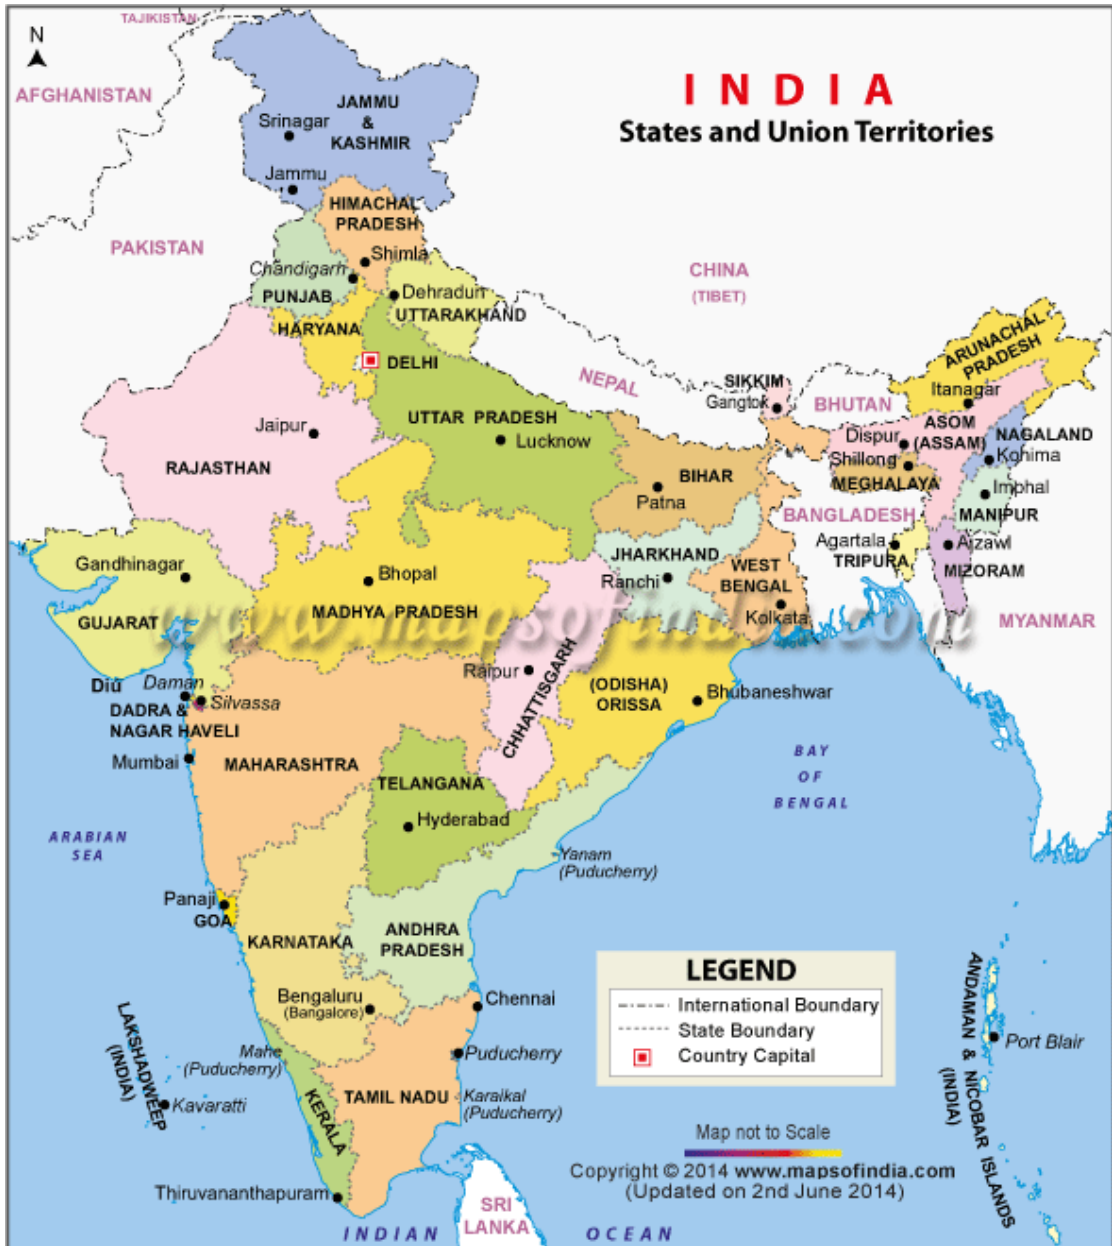 N
TAJIKISTAN
AFGHANISTAN
INDIA
States and Union Territories
JAMMU
&
KASHMIR
Srinagar
Jammu
HIMACHAL
PRADESH
Shimla
PAKISTAN
Chandigarh
PUNJAB
Dehradun
UTTARAKHAND
HARYANA
CHINA
(TIBET)
DELHI
NEPAL
SIKKIM
Gangtok
BHUTAN
ARUNACHAL
PRADESH
Itanagar
UTTAR PRADESH
Lucknow
Jaipur
RAJASTHAN
Dispur
ASOM
(ASSAM)
NAGALAND
Kohima
Shillong
MEGHALAYA
BIHAR
Patna
Imphal
MANIPUR
BANGLADESH
Agartala
TRIPURA
Aizawl
MIZORAM
JHARKHAND
Ranchi
WEST
BENGAL
Kolkata
Gandhinagar
GUJARAT
Bhopal
MADHYA PRADESH
www.mapsofindia.com
MYANMAR
Raipur
CHHATTISGARH
(ODISHA)
ORISSA
Bhubaneshwar
Diu
Daman
Silvassa
DADRA &
NAGAR HAVELI
Mumbai
MAHARASHTRA
TELANGANA
Hyderabad
BAY
OF
BENGAL
ARABIAN
SEA
Yanam
(Puducherry)
Panaji
GOA
KARNATAKA
ANDHRA
PRADESH
Bengaluru
(Bangalore)
Chennai
LEGEND
International Boundary
State Boundary
Country Capital
Mahe
(Puducherry)
Puducherry
LAKSHADWEEP
(INDIA)
Kavaratti
KERALA
TAMIL NADU
Karaikal
(Puducherry)
ANDAMAN & NICOBAR ISLANDS
(INDIA)
Port Blair
Map not to Scale
Copyright © 2014 www.mapsofindia.com
(Updated on 2nd June 2014)
Thiruvananthapuram
SRI
LANKA
INDIAN OCEAN